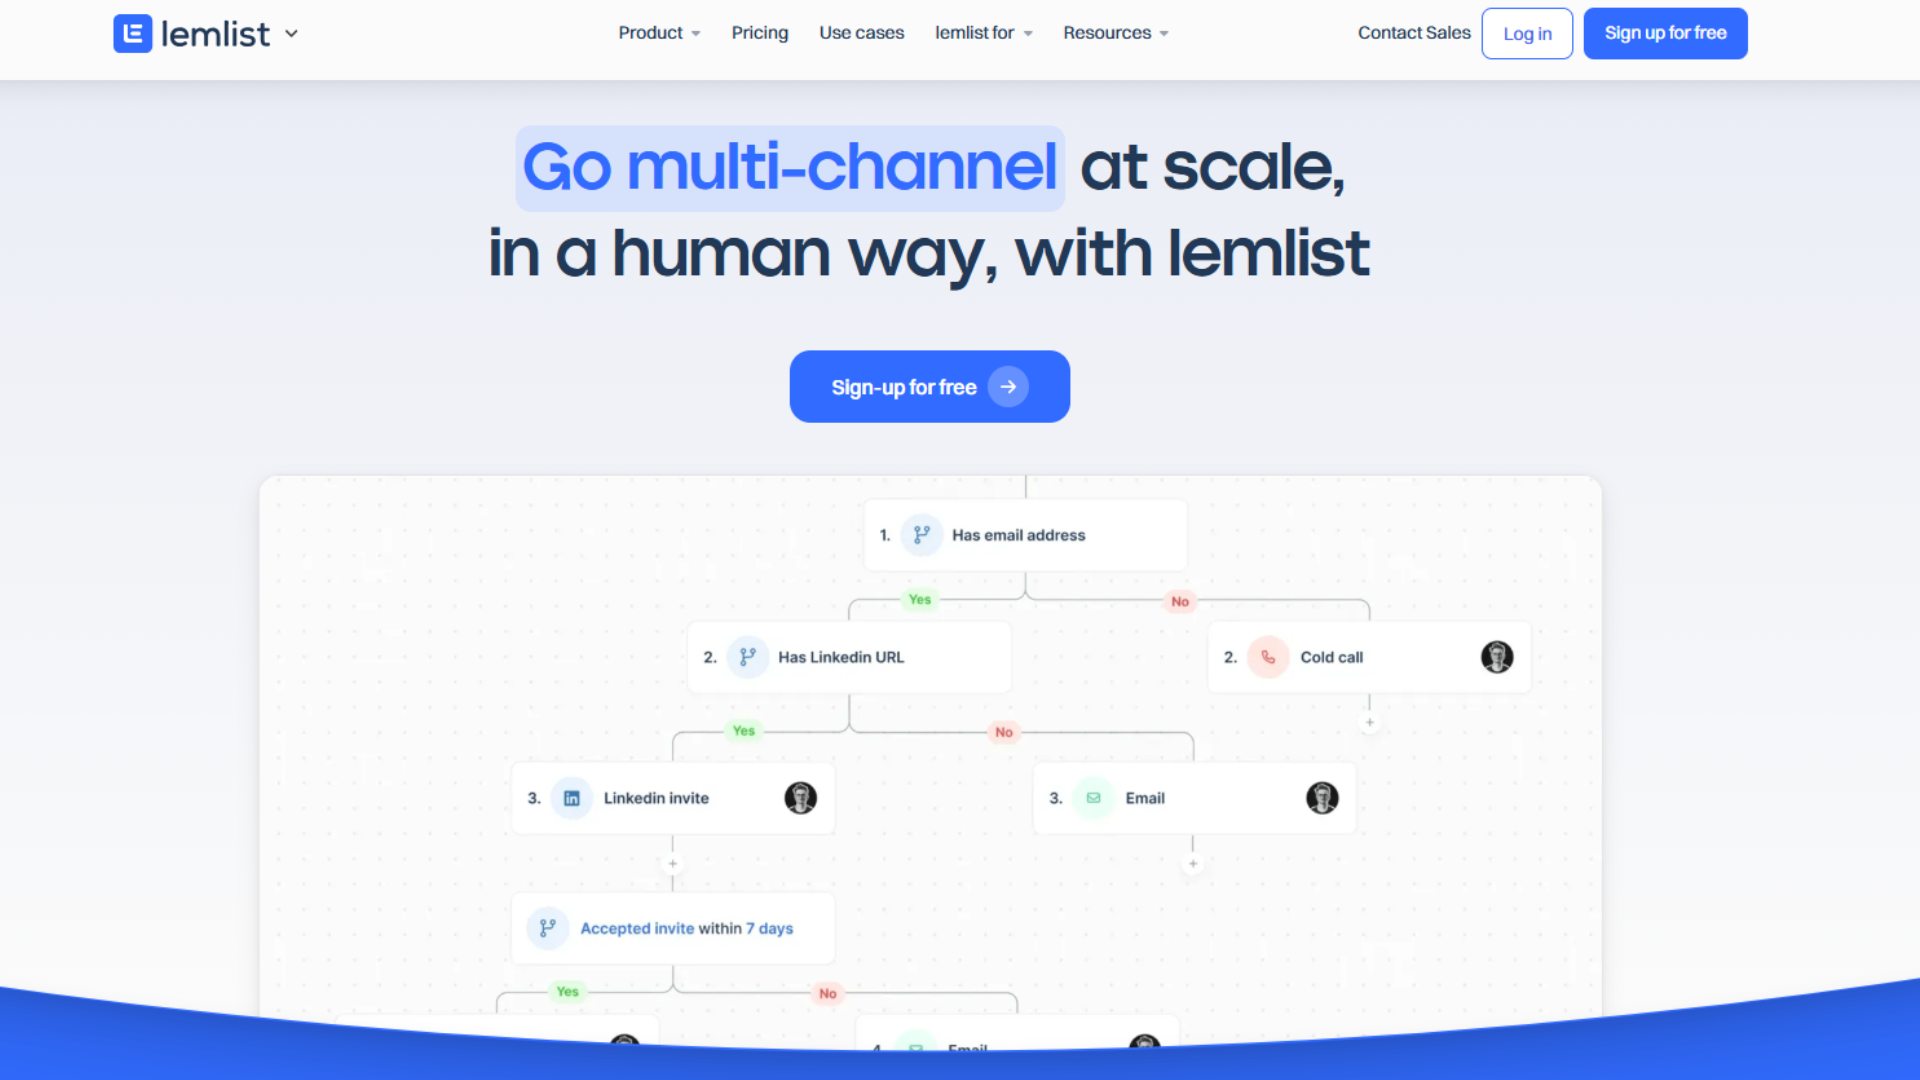 lemlist
Product
Pricing
Use cases
lemlist for
Resources
Contact Sales
Log in
Sign up for free
Go multi-channel at scale,
in a human way, with lemlist
Sign-up for free
1. Has email address
Yes
No
2. Has Linkedin URL
2. Cold call
Yes
No
3. Linkedin invite
3. Email
Accepted invite within 7 days
Yes
No
4. Email